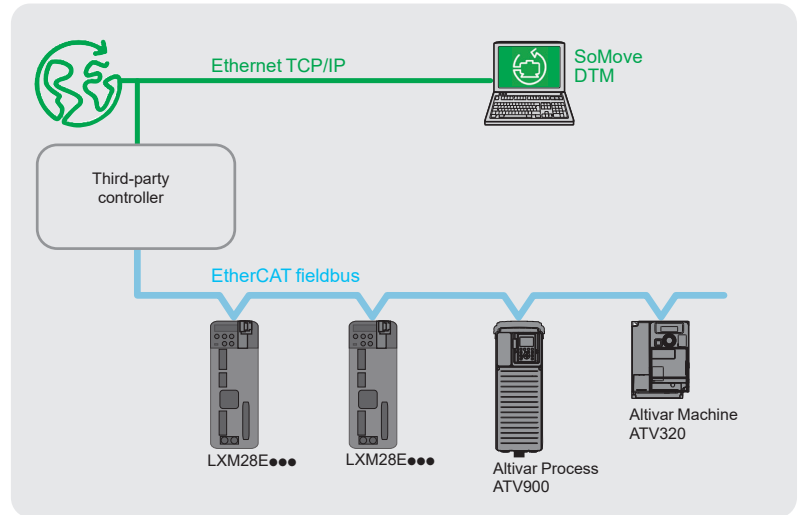 Ethernet TCP/IP
SoMove
DTM
Third-party
controller
EtherCAT fieldbus
LXM28E●●●
LXM28E●●●
Altivar Process
ATV900
Altivar Machine
ATV320